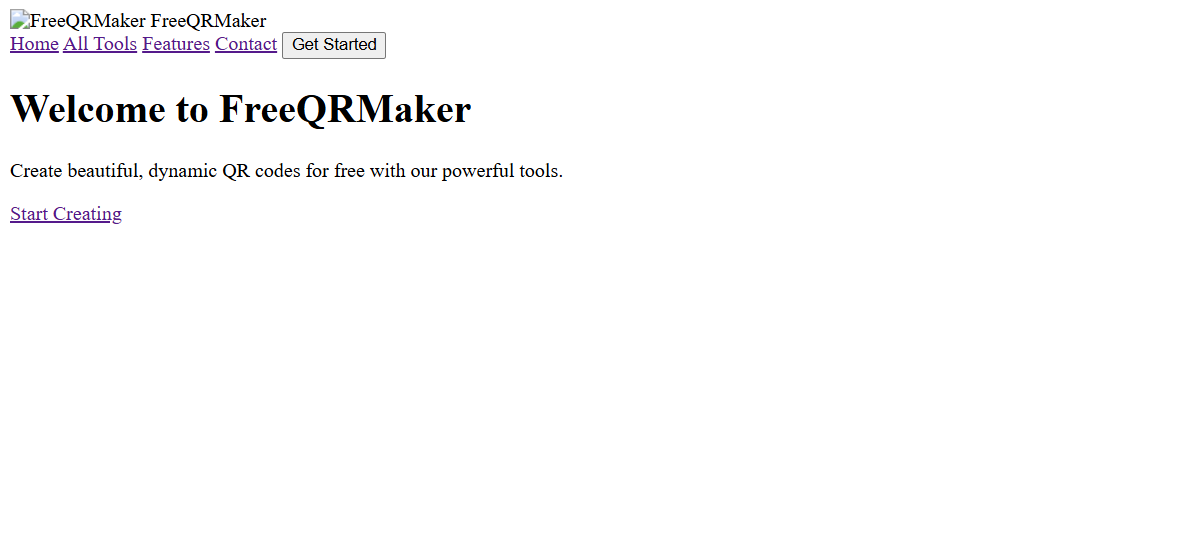 FreeQRMaker FreeQRMaker
Home All Tools Features Contact Get Started
Welcome to FreeQRMaker
Create beautiful, dynamic QR codes for free with our powerful tools.
Start Creating